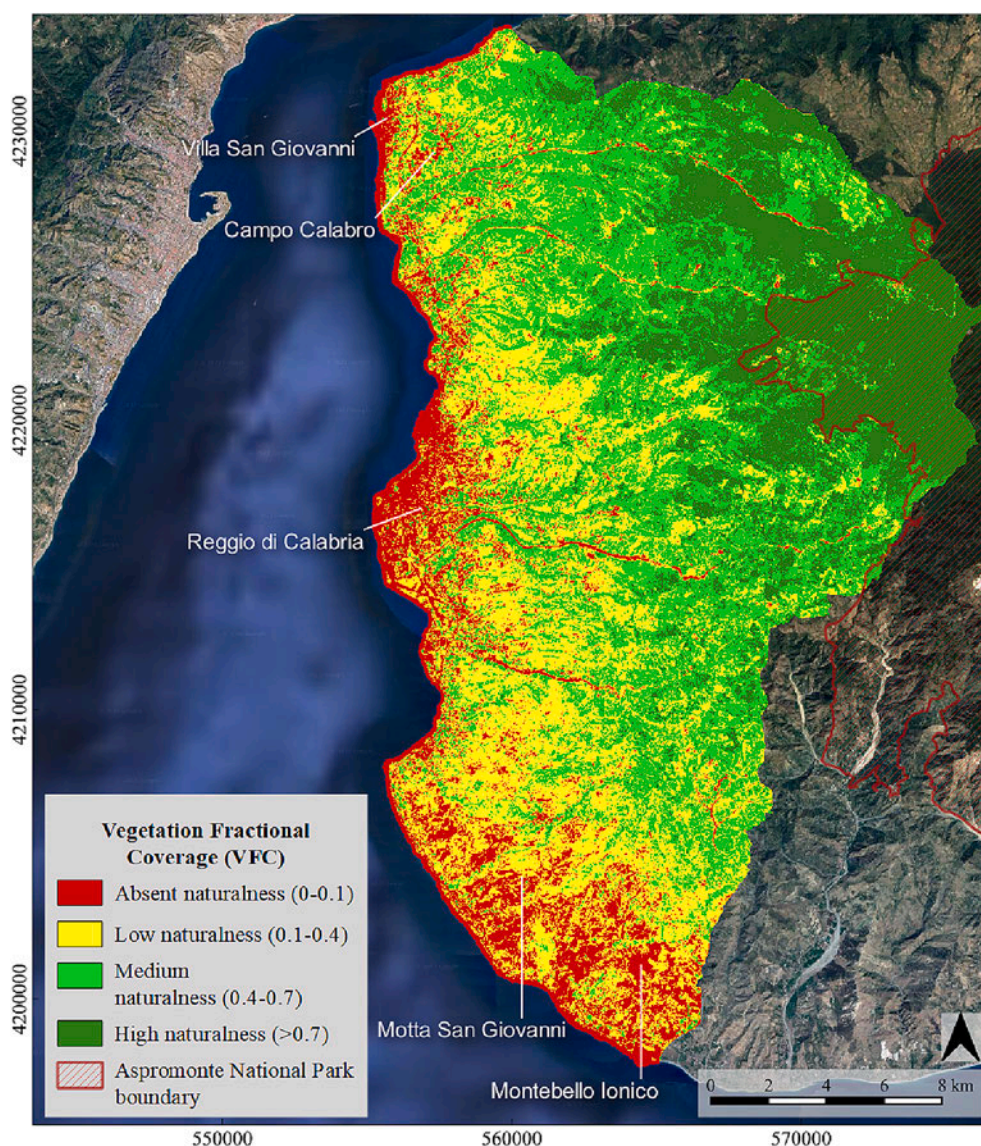 4230000
4220000
4210000
4200000
Villa San Giovanni
Campo Calabro
Reggio di Calabria
Motta San Giovanni
Montebello Ionico
Vegetation Fractional
Coverage (VFC)
Absent naturalness (0-0.1)
Low naturalness (0.1-0.4)
Medium
naturalness (0.4-0.7)
High naturalness (>0.7)
Aspromonte National Park
boundary
0 2 4 6 8 km
550000 560000 570000